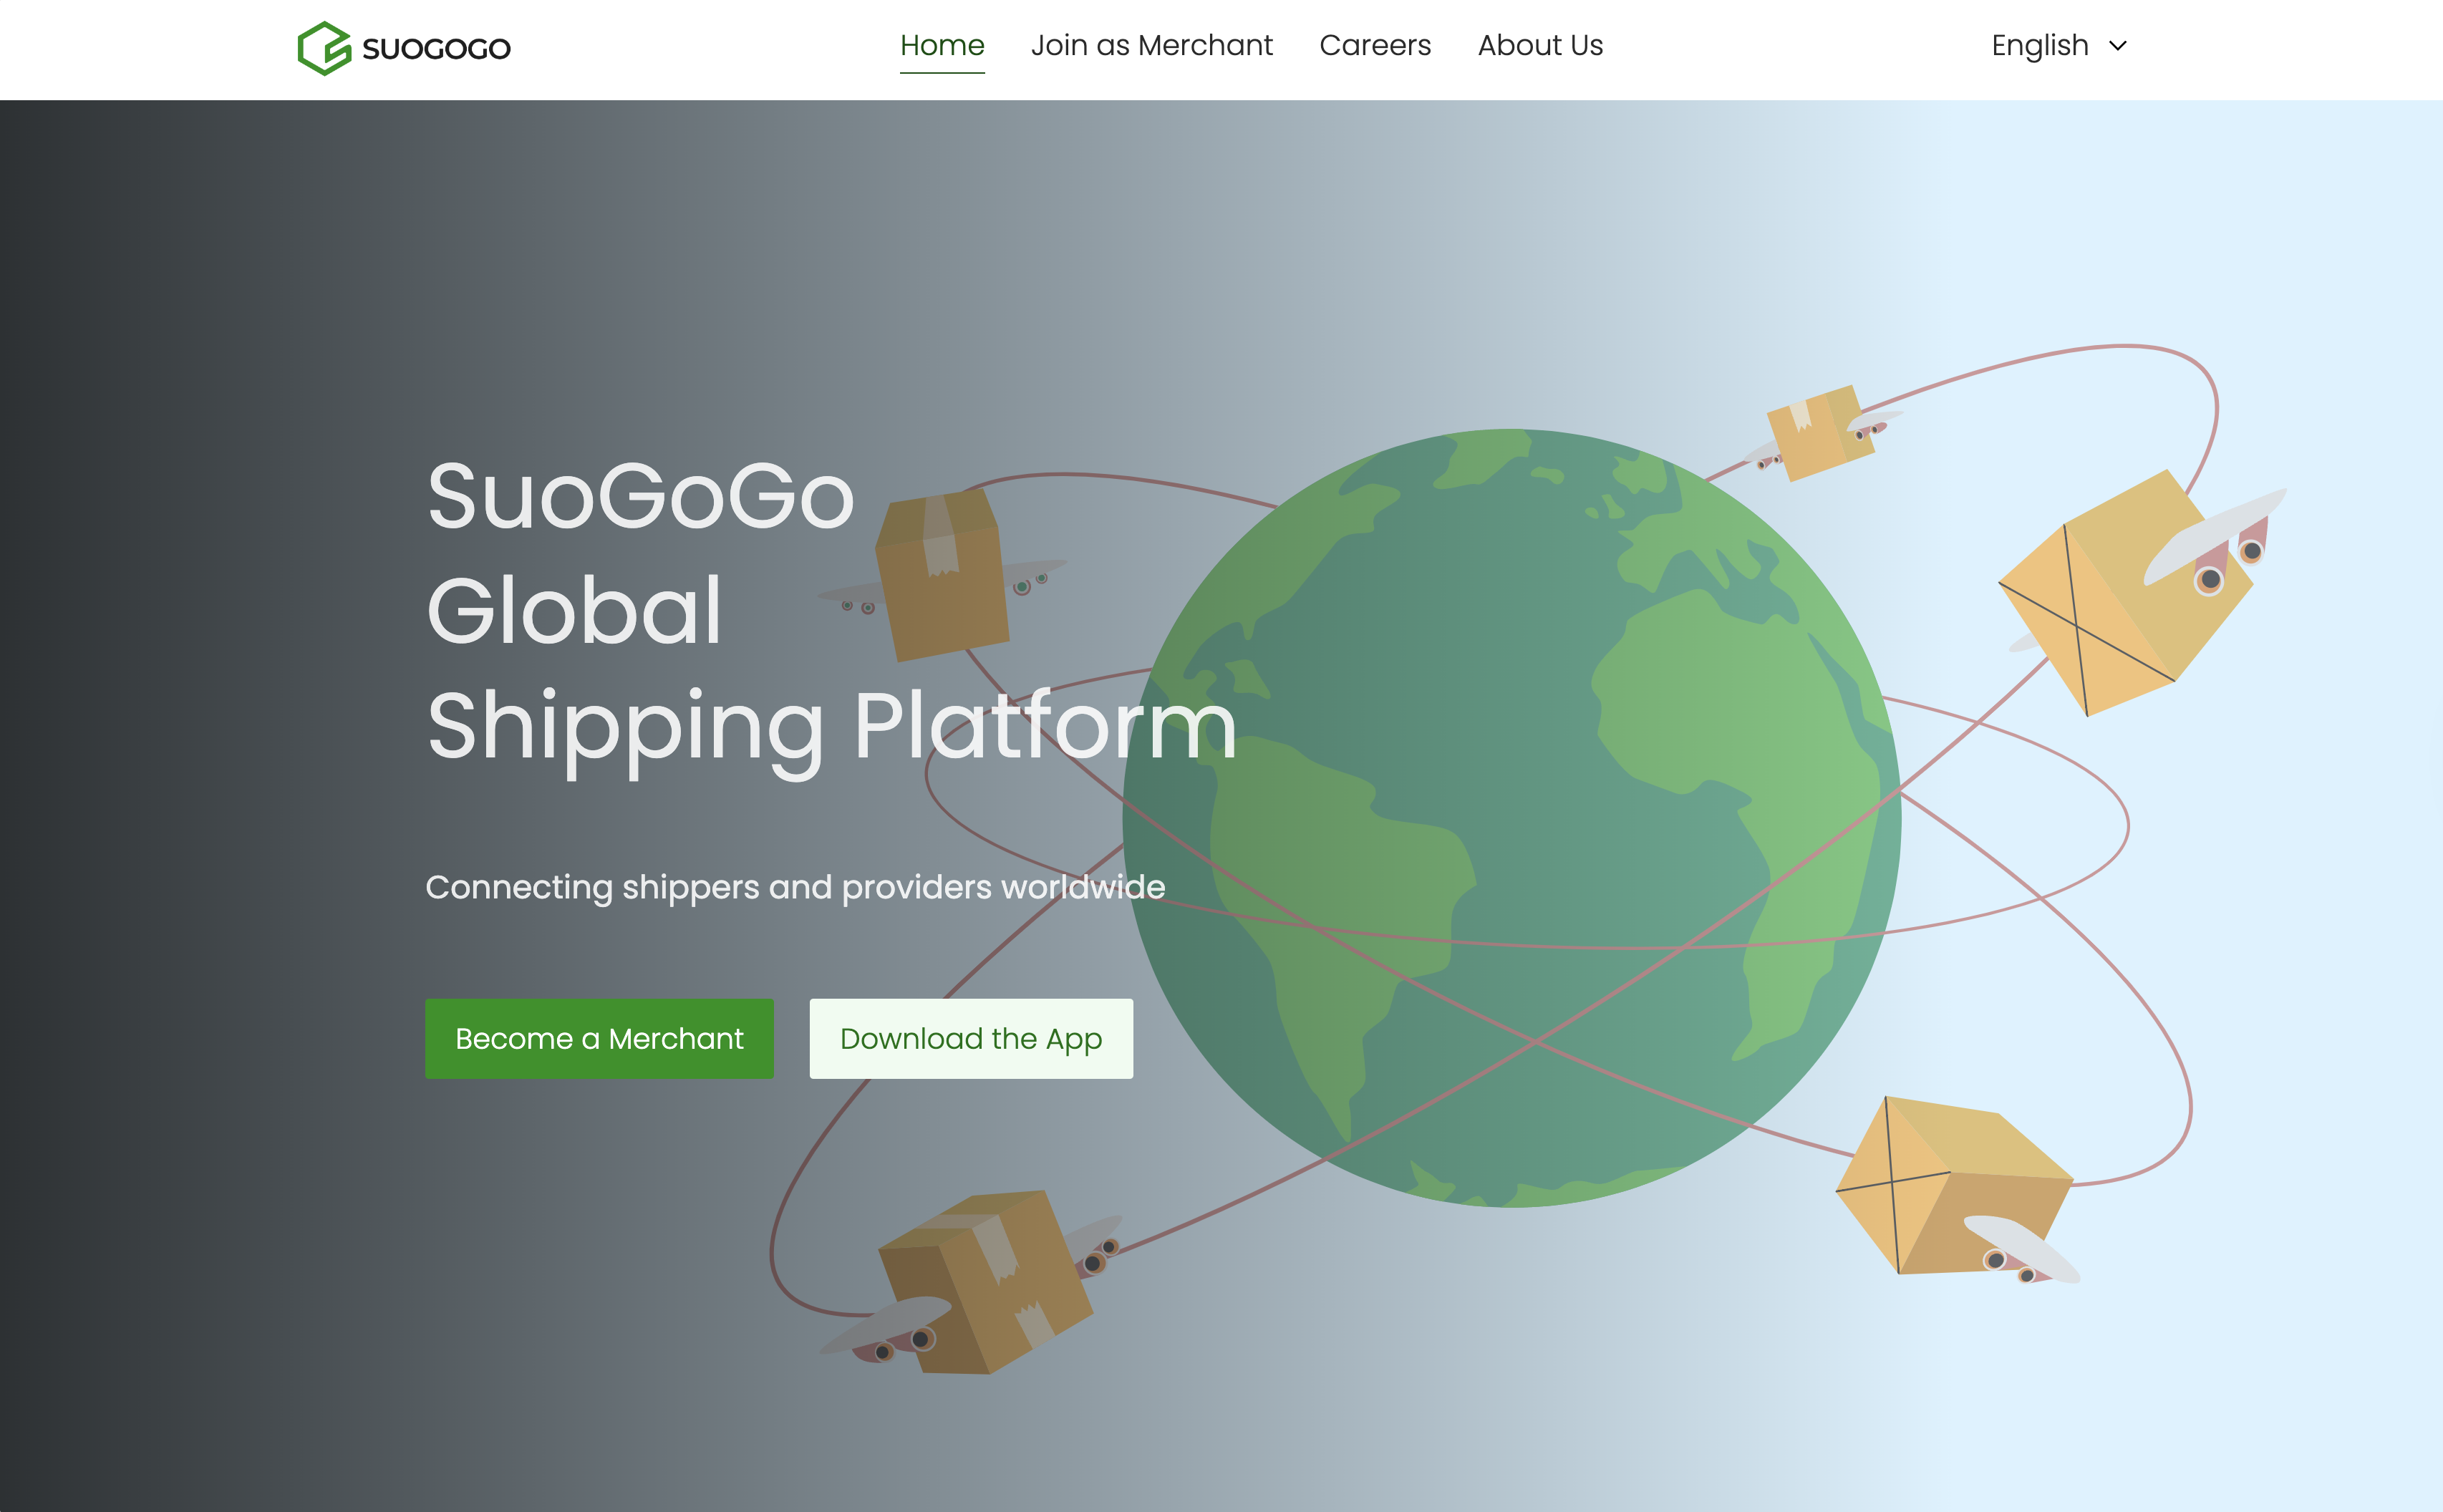 SUOGOGO
Home
Join as Merchant
Careers
About Us
English
SuoGoGo
Global
Shipping Platform
Connecting shippers and providers worldwide
Become a Merchant
Download the App